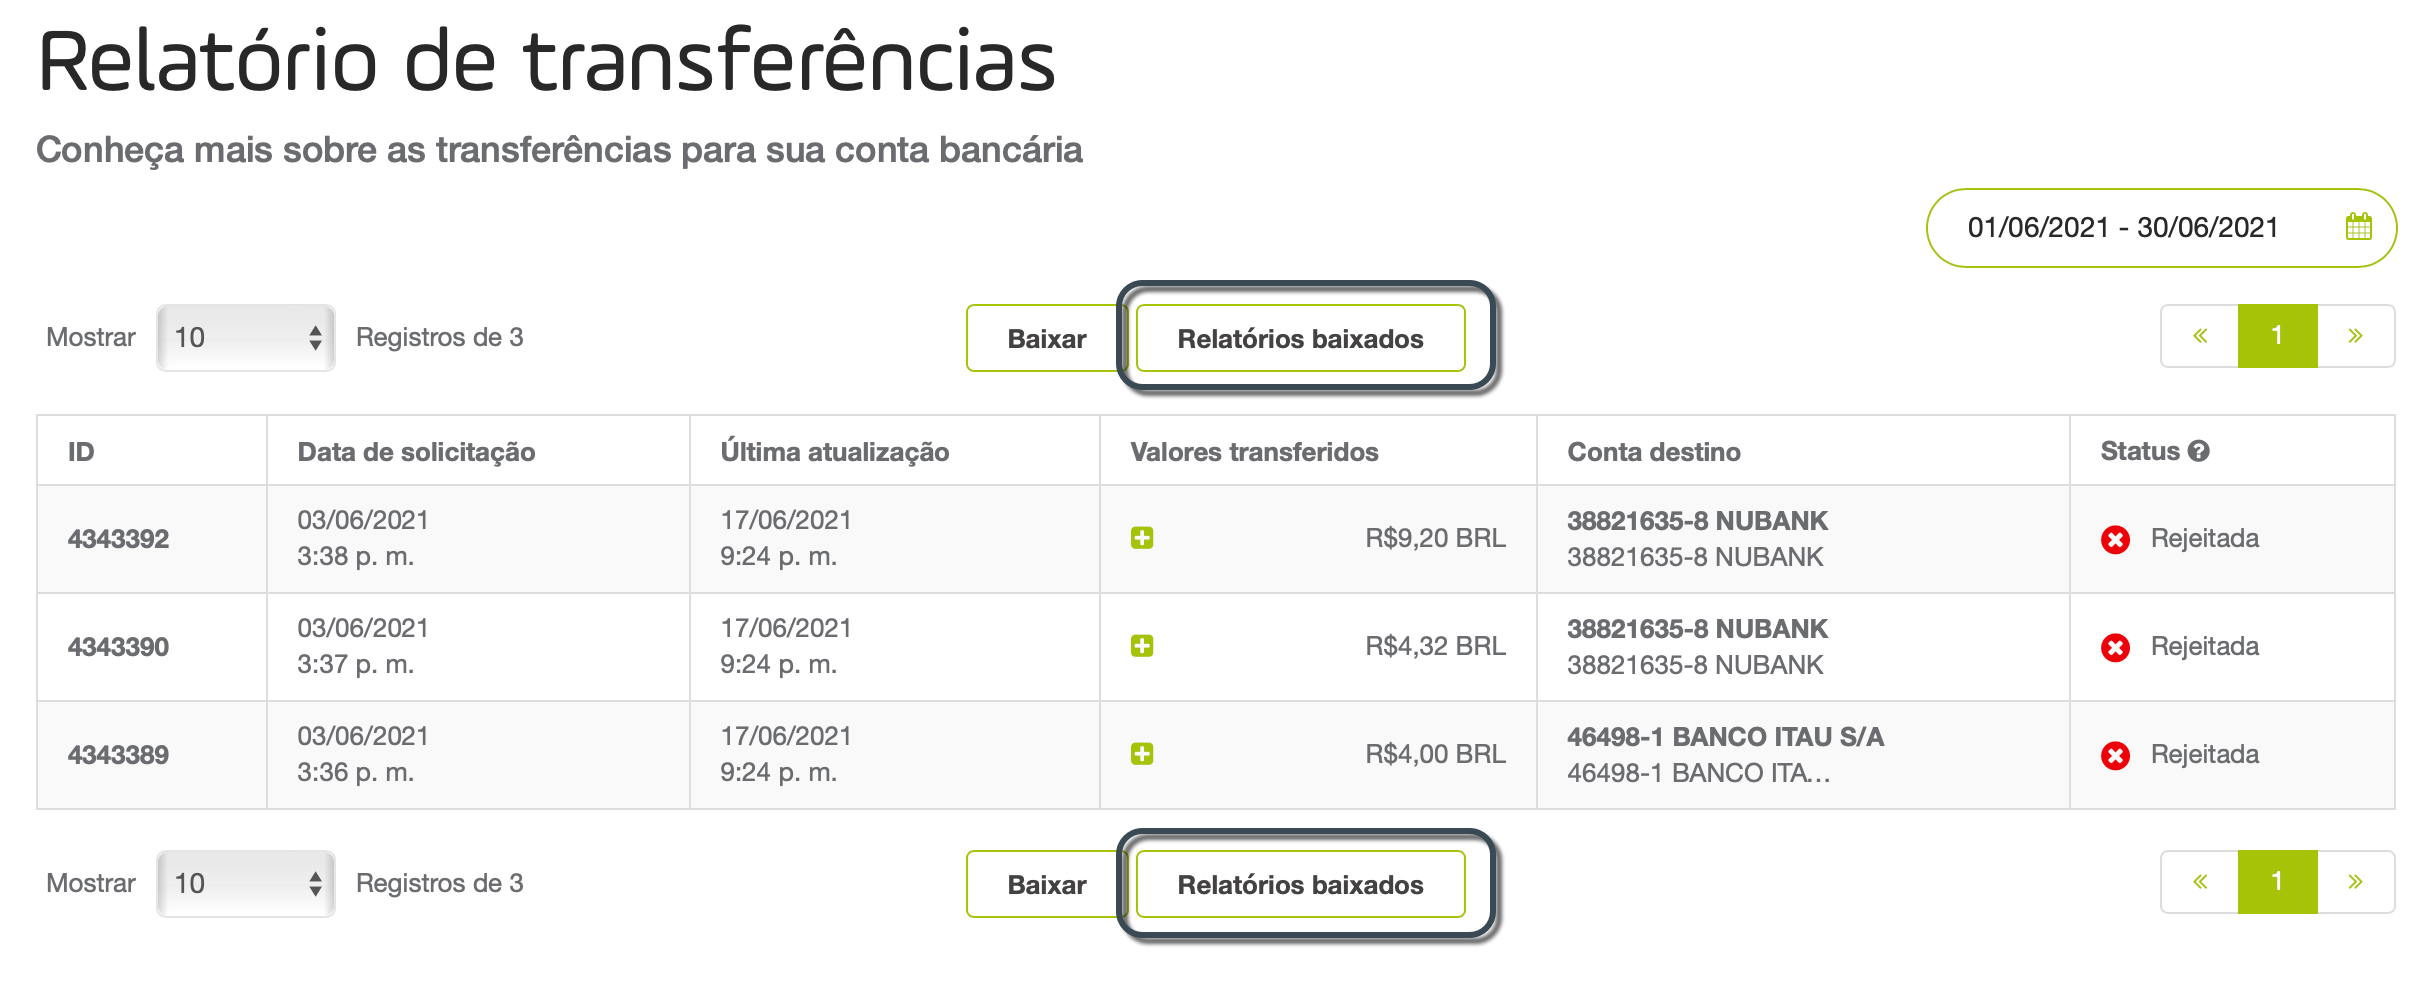 Relatório de transferências
Conheça mais sobre as transferências para sua conta bancária
01/06/2021 - 30/06/2021
Mostrar 10 Registros de 3 Baixar Relatórios baixados « 1 »
ID Data de solicitação Última atualização Valores transferidos Conta destino Status
4343392 03/06/2021 3:38 p. m. 17/06/2021 9:24 p. m. R$9,20 BRL 38821635-8 NUBANK 38821635-8 NUBANK Rejeitada
4343390 03/06/2021 3:37 p. m. 17/06/2021 9:24 p. m. R$4,32 BRL 38821635-8 NUBANK 38821635-8 NUBANK Rejeitada
4343389 03/06/2021 3:36 p. m. 17/06/2021 9:24 p. m. R$4,00 BRL 46498-1 BANCO ITAU S/A 46498-1 BANCO ITA... Rejeitada
Mostrar 10 Registros de 3 Baixar Relatórios baixados « 1 »